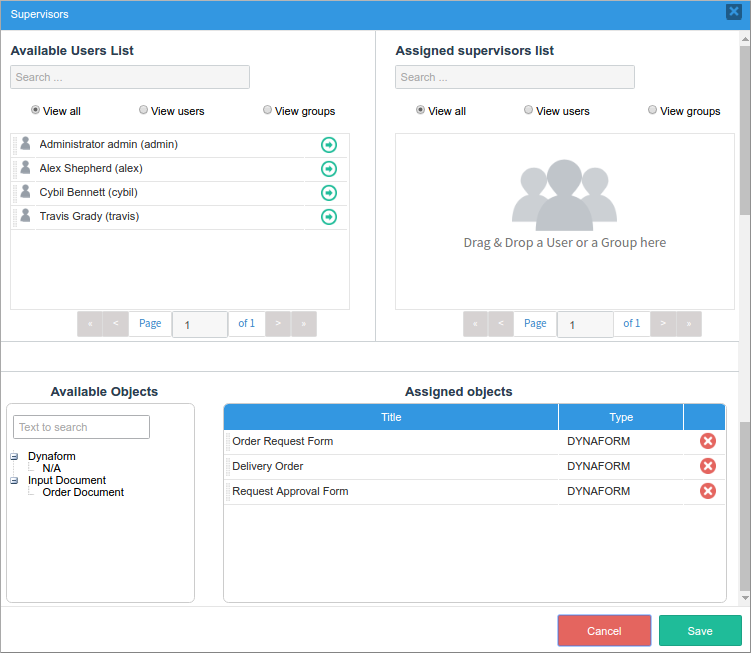 Supervisors
Available Users List
Search ...
View all View users View groups
Administrator admin (admin)
Alex Shepherd (alex)
Cybil Bennett (cybil)
Travis Grady (travis)
« < Page 1 of 1 > »
Assigned supervisors list
Search ...
View all View users View groups
Drag & Drop a User or a Group here
« < Page 1 of 1 > »
Available Objects
Text to search
Dynaform
N/A
Input Document
Order Document
Assigned objects
Title Type
Order Request Form DYNAFORM
Delivery Order DYNAFORM
Request Approval Form DYNAFORM
Cancel Save